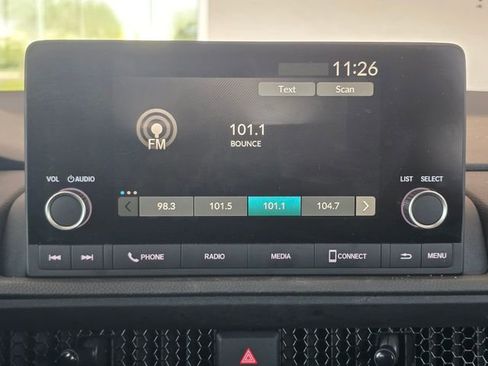 11:26
Text Scan
FM
101.1
BOUNCE
VOL AUDIO
LIST SELECT
98.3 101.5 101.1 104.7
PHONE RADIO MEDIA CONNECT MENU